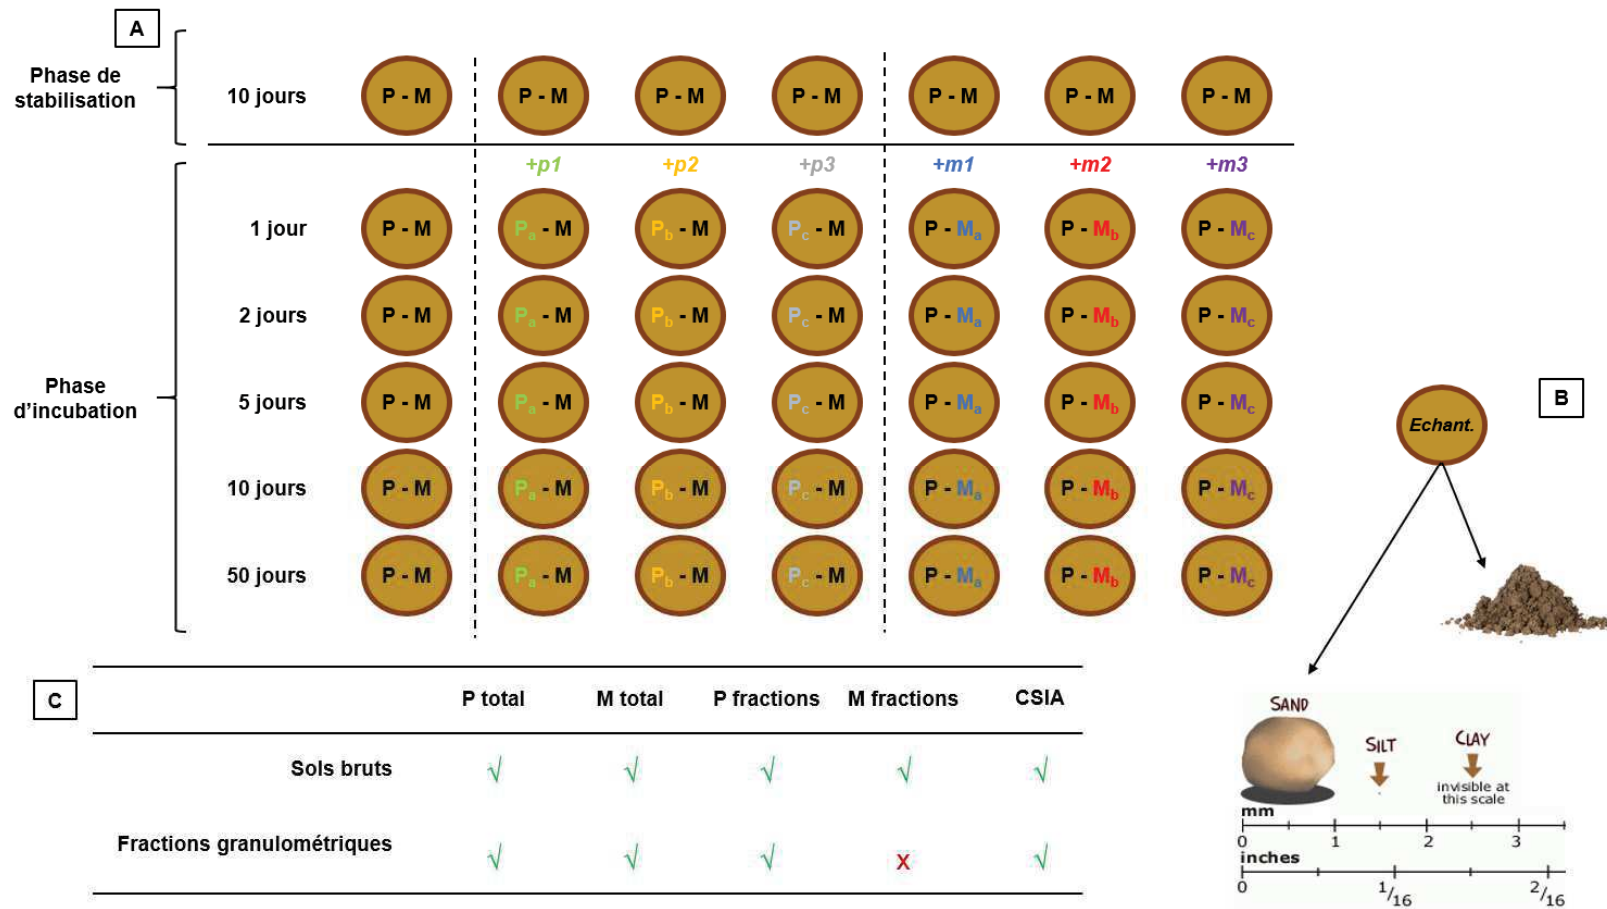 A
Phase de
stabilisation
10 jours
P - M P - M P - M P - M P - M P - M P - M
+p1 +p2 +p3 +m1 +m2 +m3
Phase
d'incubation
1 jour P - M Pa - M Pb - M Pc - M P - Ma P - Mb P - Mc
2 jours P - M Pa - M Pb - M Pc - M P - Ma P - Mb P - Mc
5 jours P - M Pa - M Pb - M Pc - M P - Ma P - Mb P - Mc
10 jours P - M Pa - M Pb - M Pc - M P - Ma P - Mb P - Mc
50 jours P - M Pa - M Pb - M Pc - M P - Ma P - Mb P - Mc
B
Echant.
SAND
SILT
CLAY
invisible at
this scale
mm
0 1 2 3
inches
0 1/16 2/16
C
P total M total P fractions M fractions CSIA
Sols bruts √ √ √ √ √
Fractions granulométriques √ √ √ X √